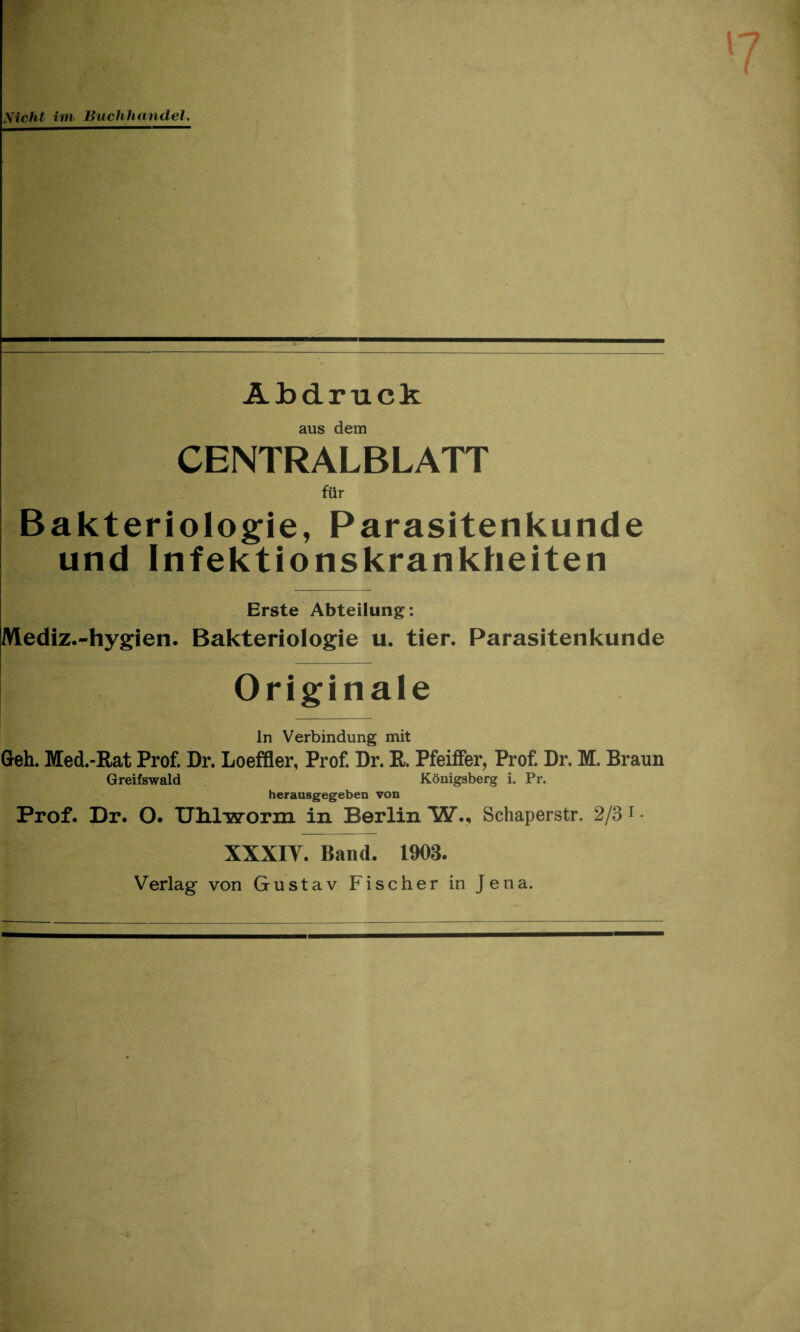 17
Nicht im Buchhandel.
Abdruck
aus dem
CENTRALBLATT
für
Bakteriologie, Parasitenkunde
und Infektionskrankheiten
Erste Abteilung:
Mediz.-hygien. Bakteriologie u. tier. Parasitenkunde
Originale
In Verbindung mit
Geh. Med.-Rat Prof. Dr. Loeffler, Prof. Dr. R. Pfeiffer, Prof. Dr. M. Braun
Greifswald Königsberg i. Pr.
herausgegeben von
Prof. Dr. O. Uhlworm in Berlin W., Schaperstr. 2/3 I.
XXXIV. Band. 1903.
Verlag von Gustav Fischer in Jena.